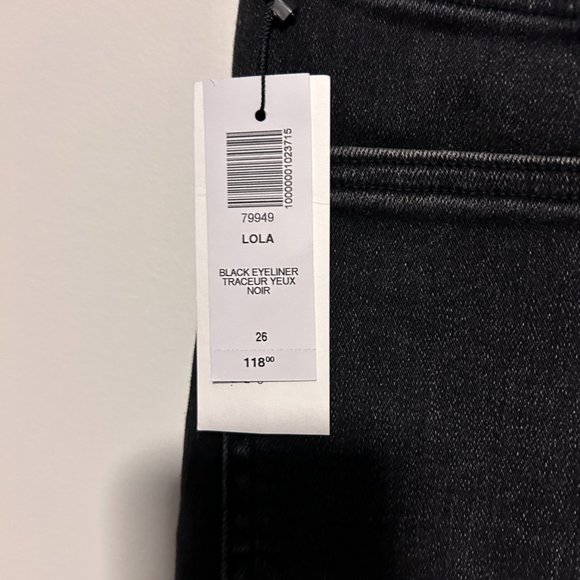 10000001023715
79949
LOLA
BLACK EYELINER
TRACEUR YEUX
NOIR
26
118⁰⁰